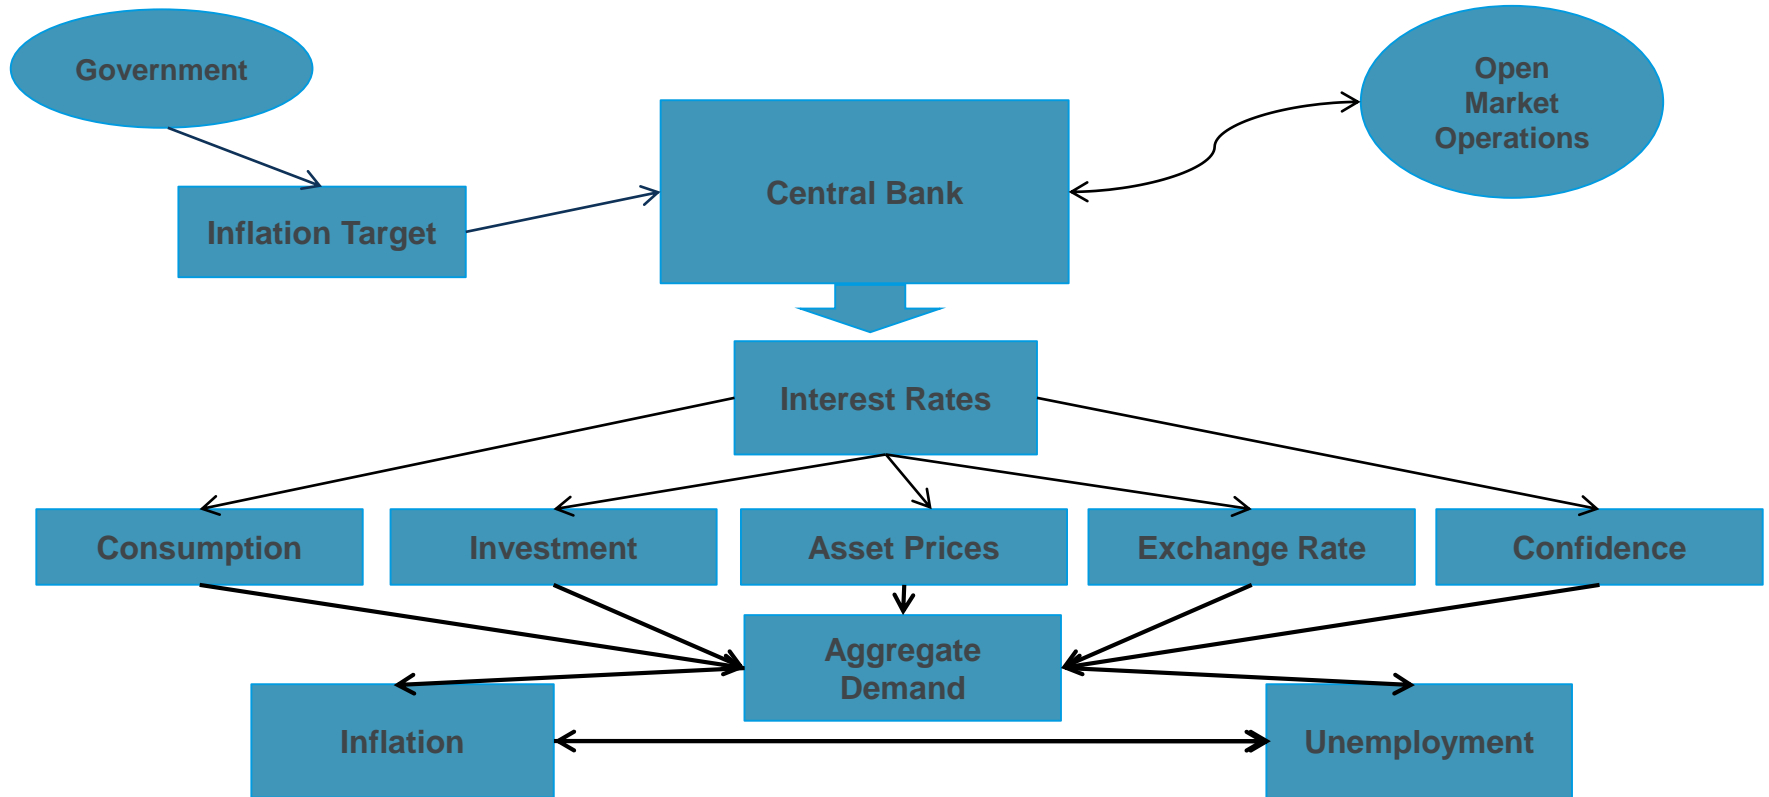 Government
Open
Market
Operations
Central Bank
Inflation Target
Interest Rates
Consumption
Investment
Asset Prices
Exchange Rate
Confidence
Aggregate
Demand
Inflation
Unemployment